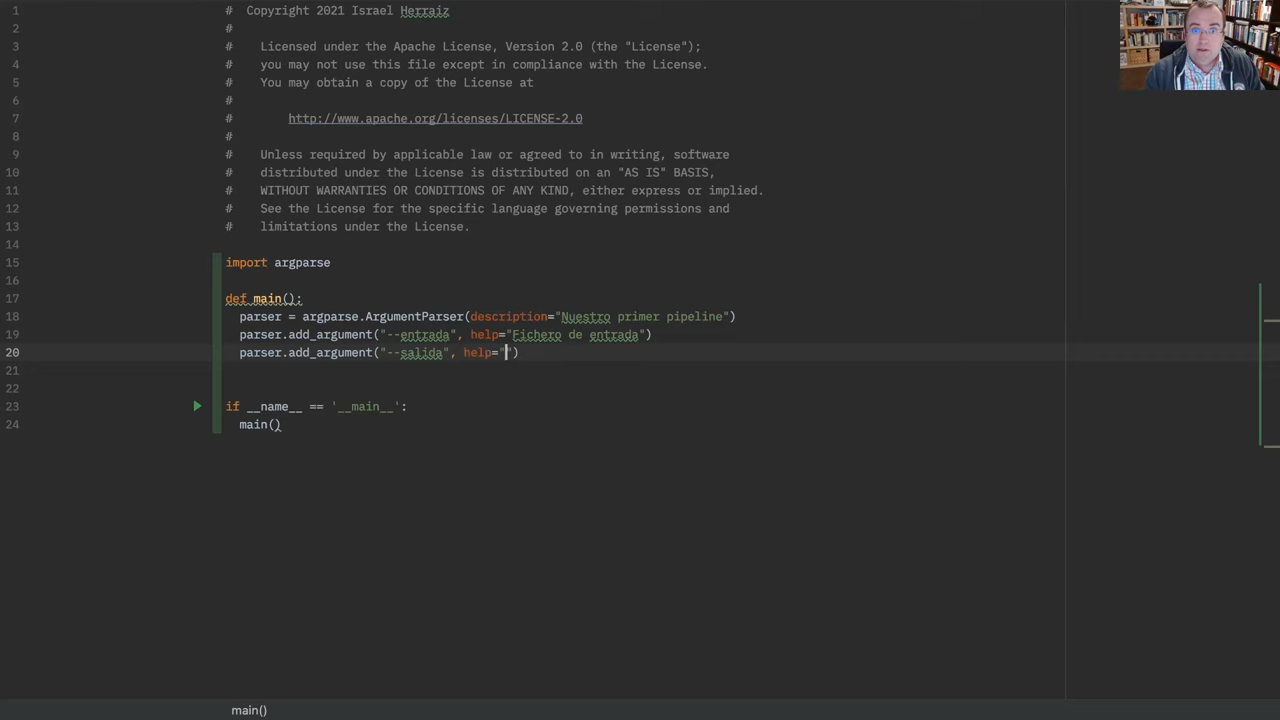 1 # Copyright 2021 Israel Herraiz
2 #
3 # Licensed under the Apache License, Version 2.0 (the "License");
4 # you may not use this file except in compliance with the License.
5 # You may obtain a copy of the License at
6 #
7 # http://www.apache.org/licenses/LICENSE-2.0
8 #
9 # Unless required by applicable law or agreed to in writing, software
10 # distributed under the License is distributed on an "AS IS" BASIS,
11 # WITHOUT WARRANTIES OR CONDITIONS OF ANY KIND, either express or implied.
12 # See the License for the specific language governing permissions and
13 # limitations under the License.
14
15 import argparse
16
17 def main():
18 parser = argparse.ArgumentParser(description="Nuestro primer pipeline")
19 parser.add_argument("--entrada", help="Fichero de entrada")
20 parser.add_argument("--salida", help="")
21
22
23 if __name__ == '__main__':
24 main()
main()